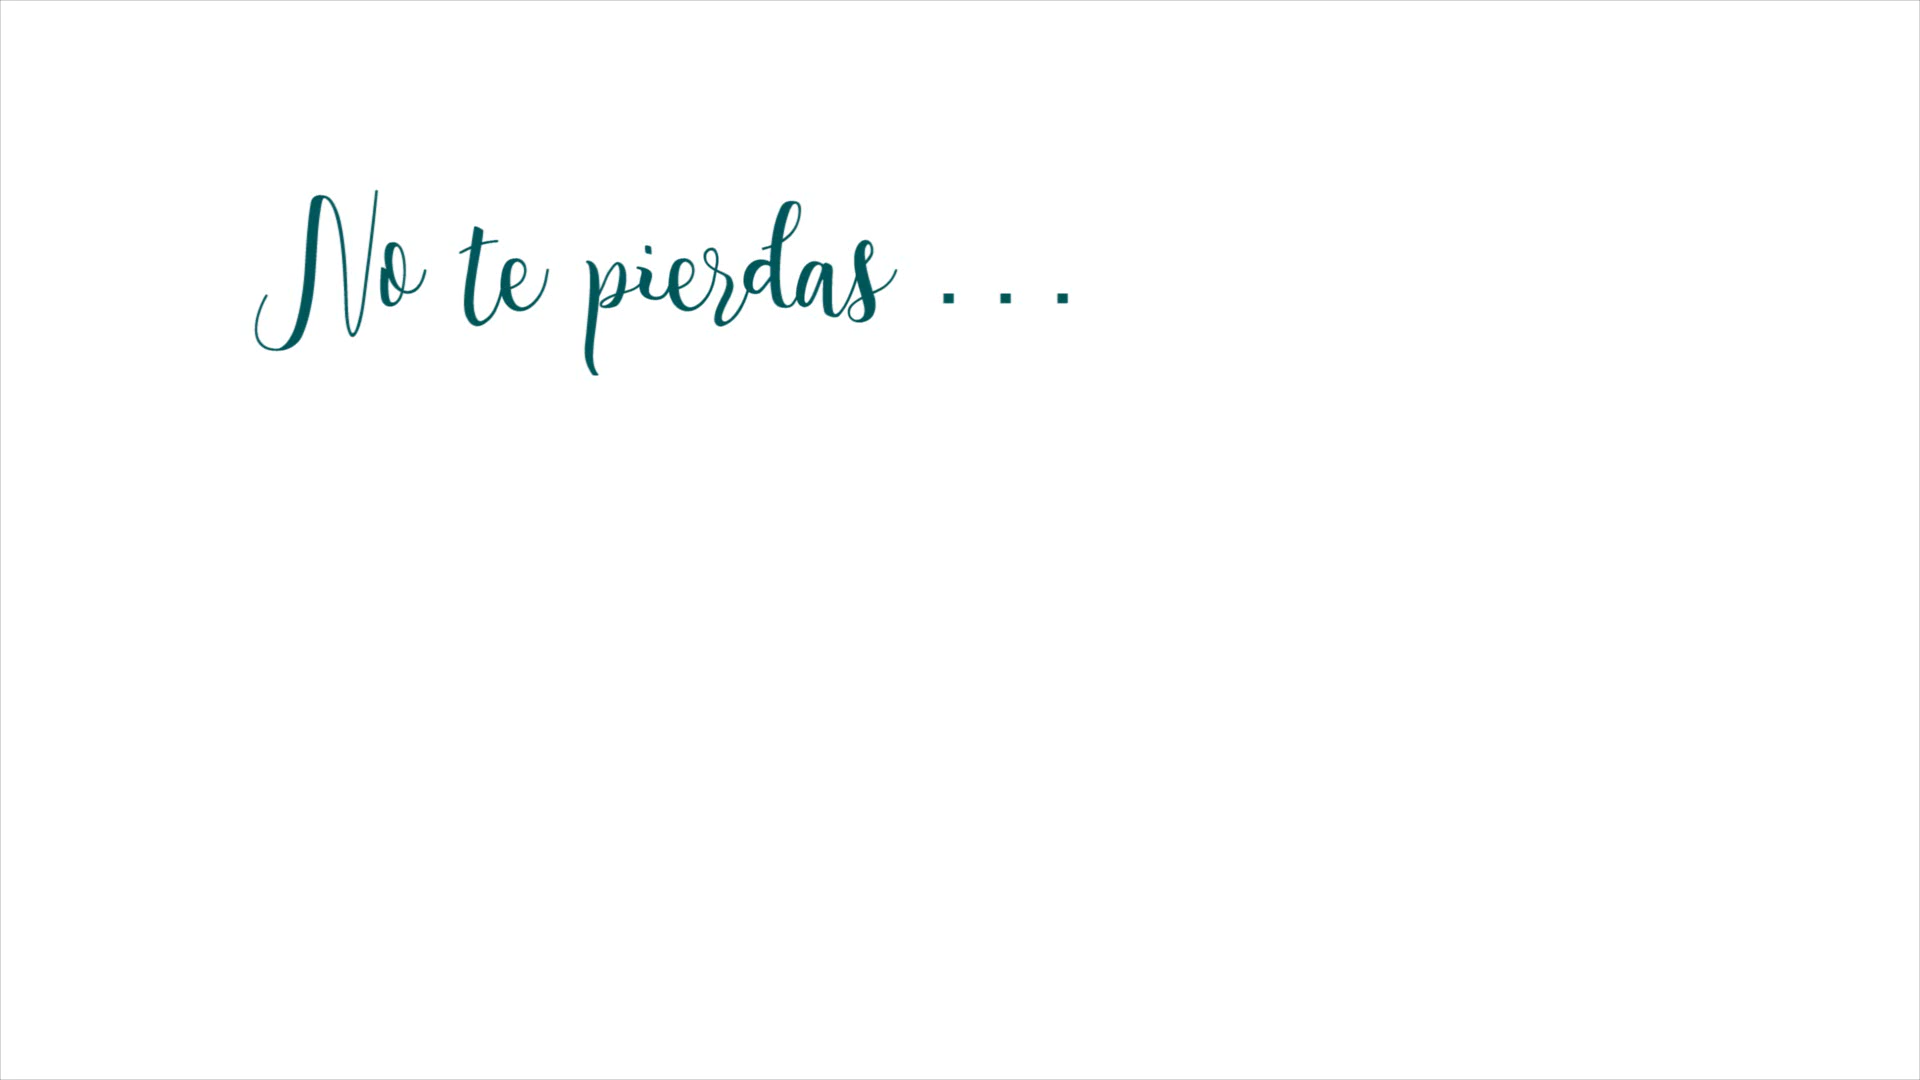 No te pierdas . . .